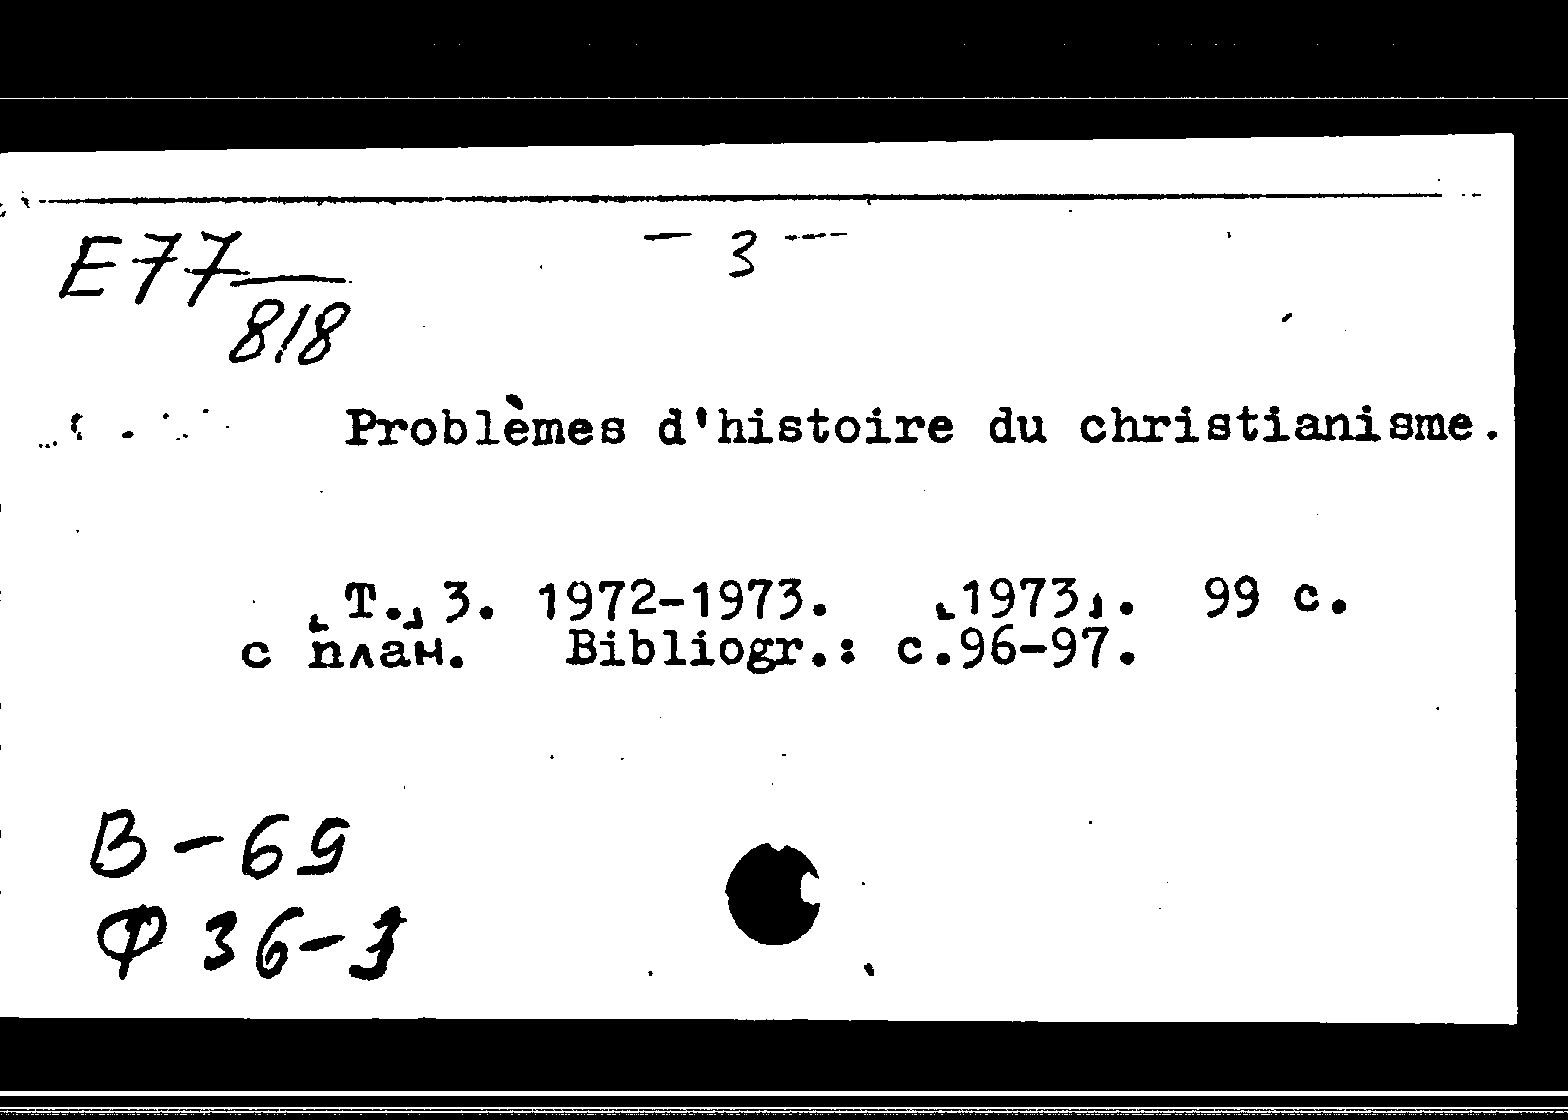 E77 — 3 —
818
Problèmes d'histoire du christianisme.
[Т.] 3. 1972-1973. [1973]. 99 с.
с план. Bibliogr.: с.96-97.
В-69
Ф 36-3